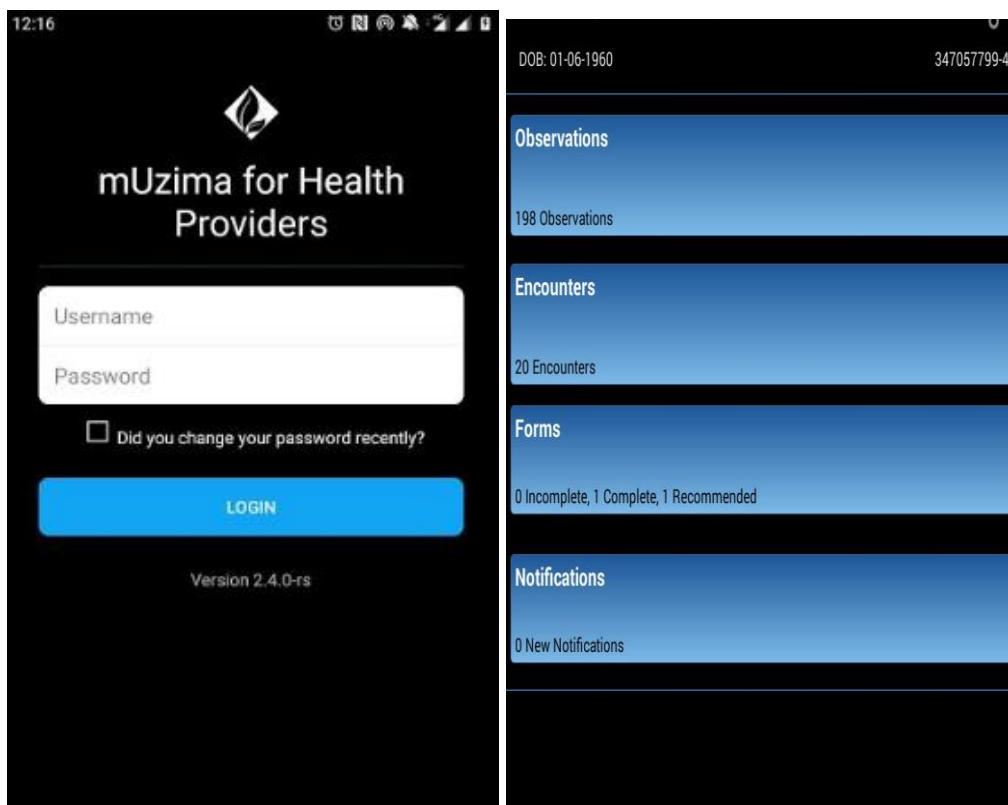 12:16
mUzima for Health
Providers
Username
Password
Did you change your password recently?
LOGIN
Version 2.4.0-rs
DOB: 01-06-1960 347057799-4
Observations
198 Observations
Encounters
20 Encounters
Forms
0 Incomplete, 1 Complete, 1 Recommended
Notifications
0 New Notifications